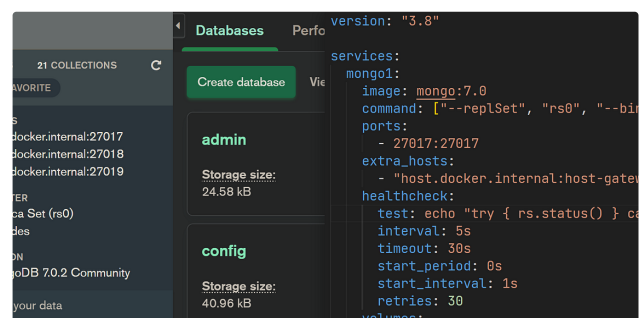 21 COLLECTIONS
AVORITE
S
docker.internal:27017
docker.internal:27018
docker.internal:27019
TER
ca Set (rs0)
des
ON
goDB 7.0.2 Community
your data
Databases
Perfo
Create database
Vie
admin
Storage size:
24.58 kB
config
Storage size:
40.96 kB
version: "3.8"
services:
mongo1:
image: mongo:7.0
command: ["--replSet", "rs0", "--bin
ports:
- 27017:27017
extra_hosts:
- "host.docker.internal:host-gatew
healthcheck:
test: echo "try { rs.status() } ca
interval: 5s
timeout: 30s
start_period: 0s
start_interval: 1s
retries: 30
volumes: